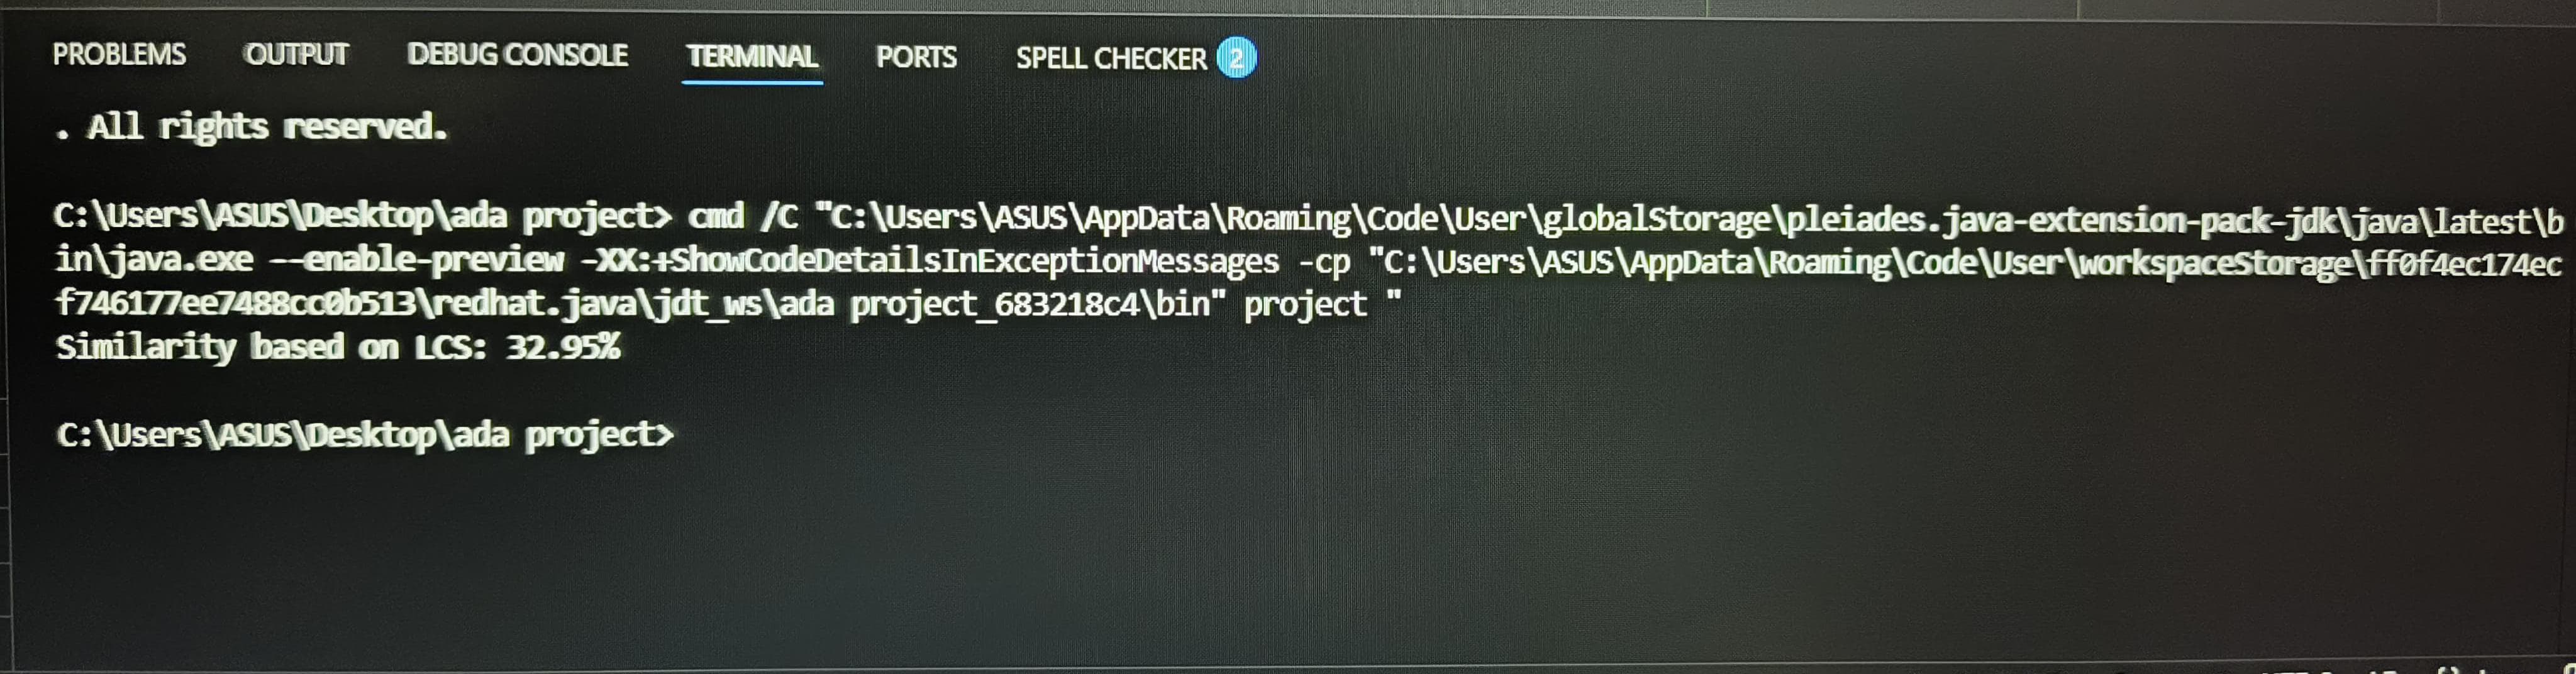 PROBLEMS OUTPUT DEBUG CONSOLE TERMINAL PORTS SPELL CHECKER 2
. All rights reserved.
C:\Users\ASUS\Desktop\ada project> cmd /C "C:\Users\ASUS\AppData\Roaming\Code\User\globalStorage\pleiades.java-extension-pack-jdk\java\latest\b
in\java.exe --enable-preview -XX:+ShowCodeDetailsInExceptionMessages -cp "C:\Users\ASUS\AppData\Roaming\Code\User\workspaceStorage\ff0f4ec174ec
f746177ee7488cc0b513\redhat.java\jdt_ws\ada project_683218c4\bin" project "
Similarity based on LCS: 32.95%
C:\Users\ASUS\Desktop\ada project>